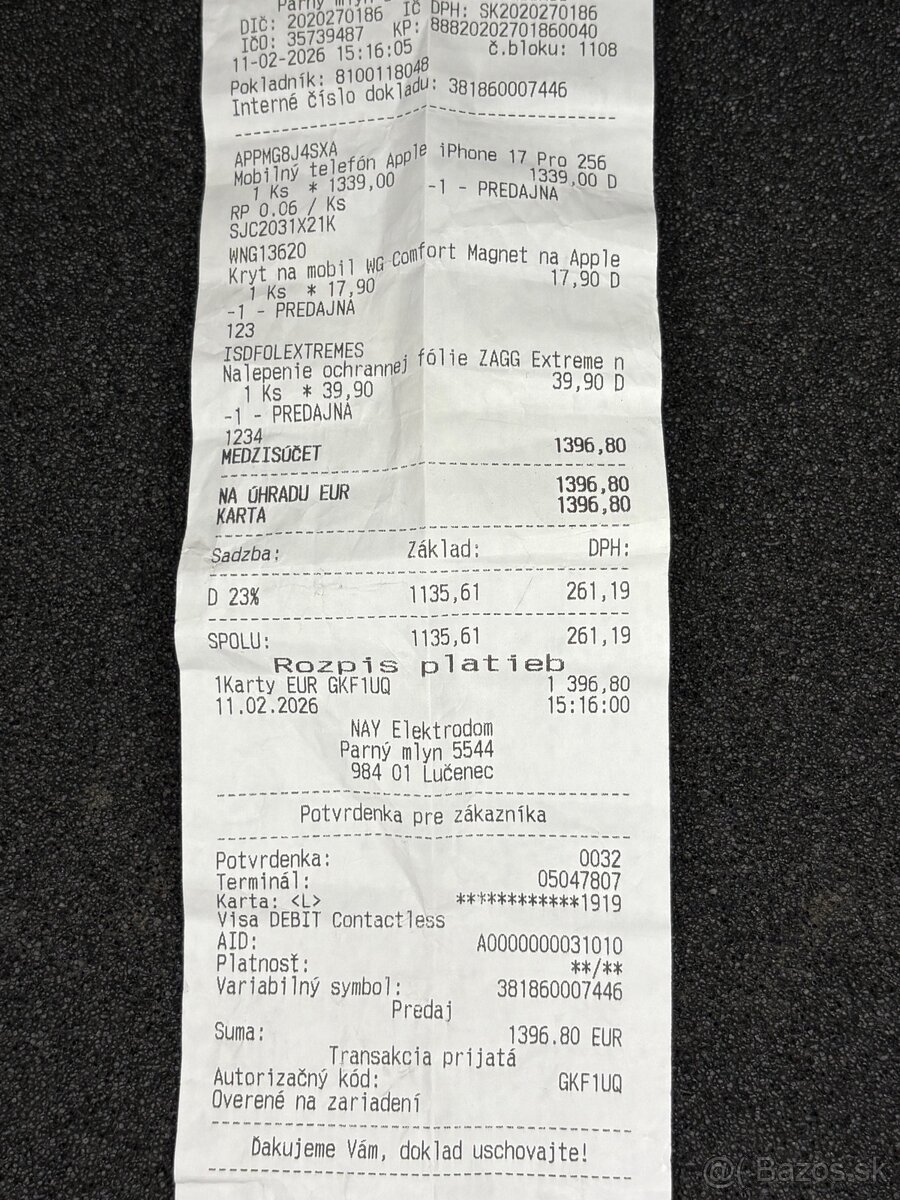 Parný mlyn
DIČ: 2020270186 IČ DPH: SK2020270186
IČO: 35739487 KP: 88820202701860040
11-02-2026 15:16:05 č.bloku: 1108
Pokladník: 8100118048
Interné číslo dokladu: 381860007446
APPMG8J4SXA
Mobilný telefón Apple iPhone 17 Pro 256
1 Ks * 1339,00 1339,00 D
RP 0.06 / Ks -1 - PREDAJNA
SJC2031X21K
WNG13620
Kryt na mobil WG Comfort Magnet na Apple
1 Ks * 17,90 17,90 D
-1 - PREDAJNA
123
ISDFOLEXTREMES
Nalepenie ochrannej fólie ZAGG Extreme n
1 Ks * 39,90 39,90 D
-1 - PREDAJNA
1234
MEDZISÚČET 1396,80
NA ÚHRADU EUR 1396,80
KARTA 1396,80
Sadzba: Základ: DPH:
D 23% 1135,61 261,19
SPOLU: 1135,61 261,19
Rozpis platieb
1Karty EUR GKF1UQ 1 396,80
11.02.2026 15:16:00
NAY Elektrodom
Parný mlyn 5544
984 01 Lučenec
Potvrdenka pre zákazníka
Potvrdenka: 0032
Terminál: 05047807
Karta: <L> ************1919
Visa DEBIT Contactless
AID: A0000000031010
Platnosť: **/**
Variabilný symbol: 381860007446
Predaj
Suma: 1396.80 EUR
Transakcia prijatá
Autorizačný kód: GKF1UQ
Overené na zariadení
Ďakujeme Vám, doklad uschovajte!
@( Bazos.sk